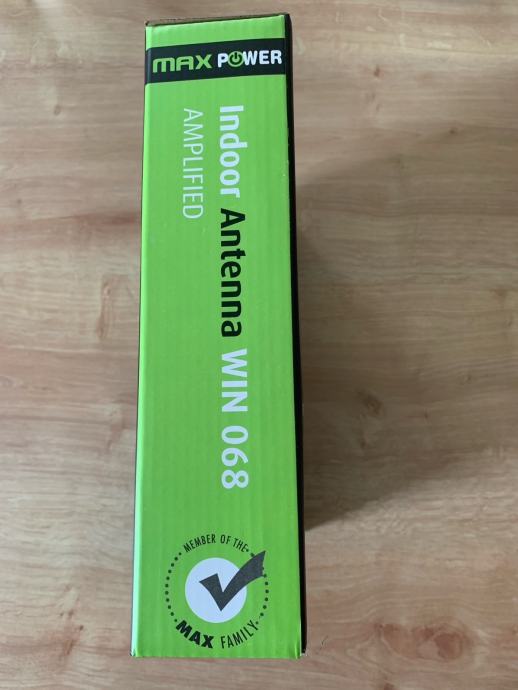 MAX POWER
Indoor Antenna WIN 068
AMPLIFIED
MEMBER OF THE
MAX FAMILY